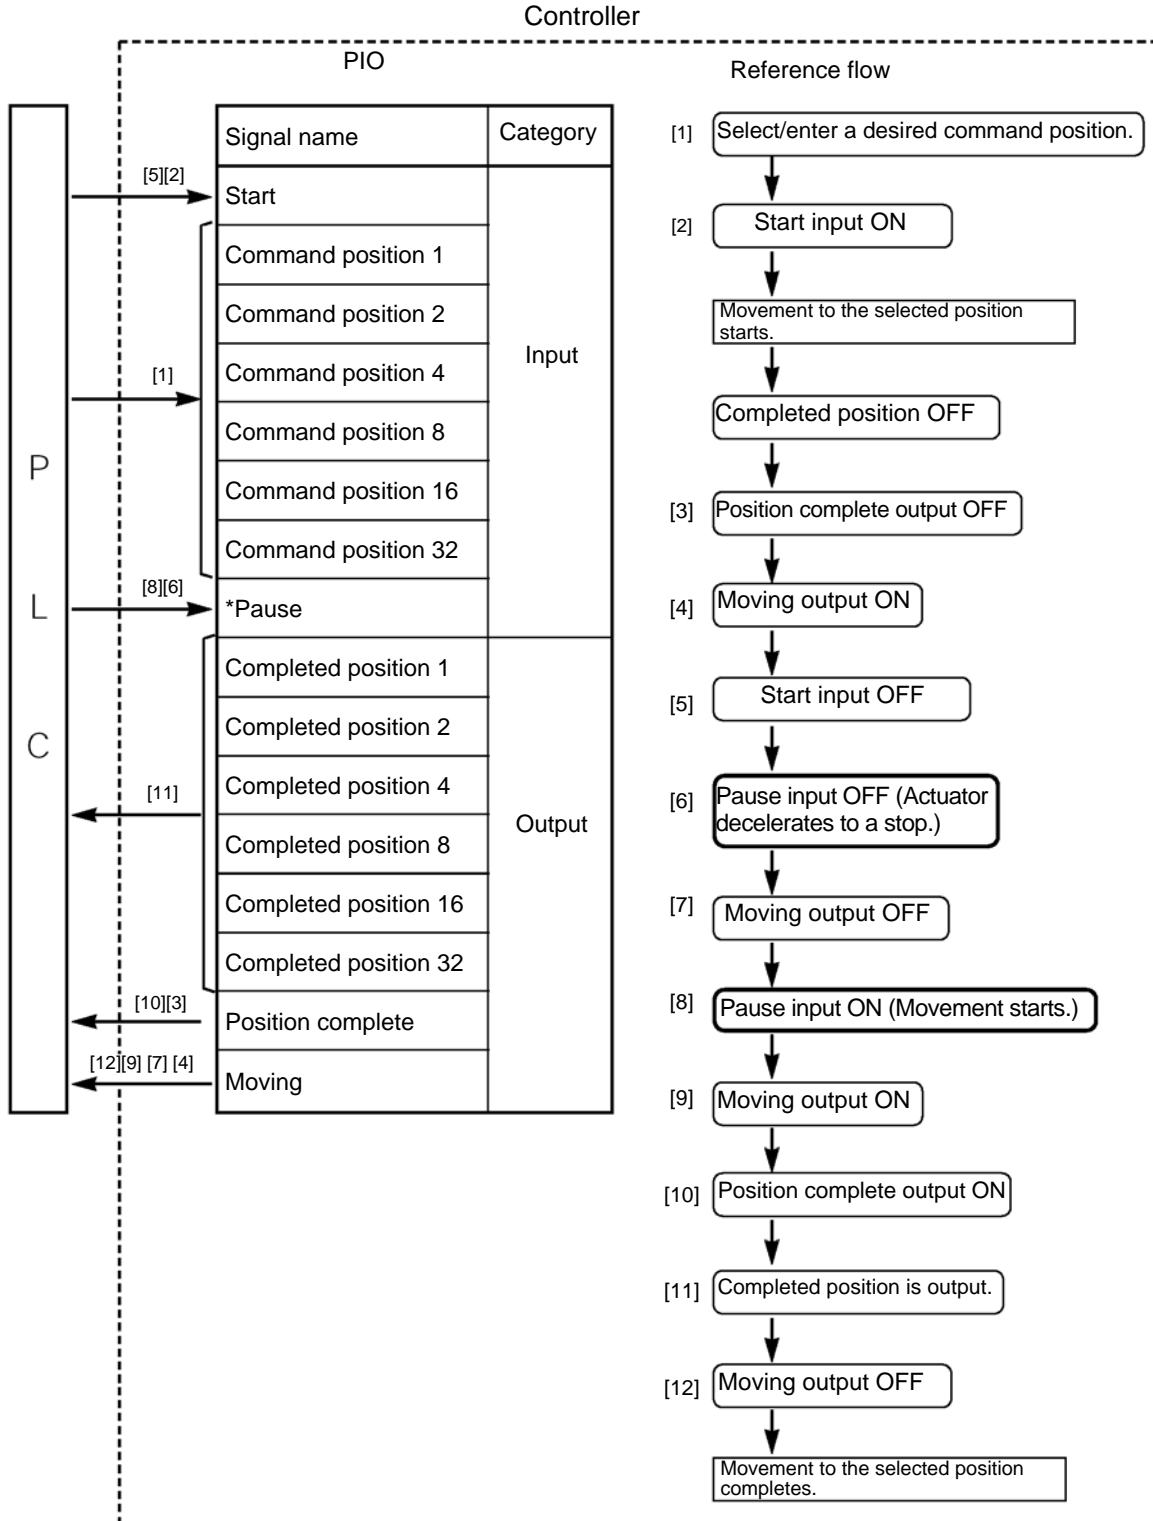 Controller
PIO
Reference flow
Signal name
Category
[5][2]
Start
Command position 1
Command position 2
[1]
Command position 4
Input
Command position 8
Command position 16
Command position 32
[8][6]
*Pause
P
L
C
Completed position 1
Completed position 2
[11]
Completed position 4
Completed position 8
Output
Completed position 16
Completed position 32
[10][3]
Position complete
[12][9] [7] [4]
Moving
[1] Select/enter a desired command position.
[2] Start input ON
Movement to the selected position
starts.
Completed position OFF
[3] Position complete output OFF
[4] Moving output ON
[5] Start input OFF
[6] Pause input OFF (Actuator
decelerates to a stop.)
[7] Moving output OFF
[8] Pause input ON (Movement starts.)
[9] Moving output ON
[10] Position complete output ON
[11] Completed position is output.
[12] Moving output OFF
Movement to the selected position
completes.